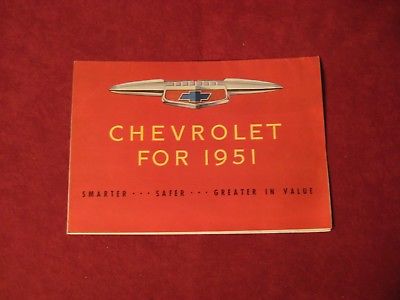 CHEVROLET
FOR 1951
SMARTER · · · SAFER · · · GREATER IN VALUE